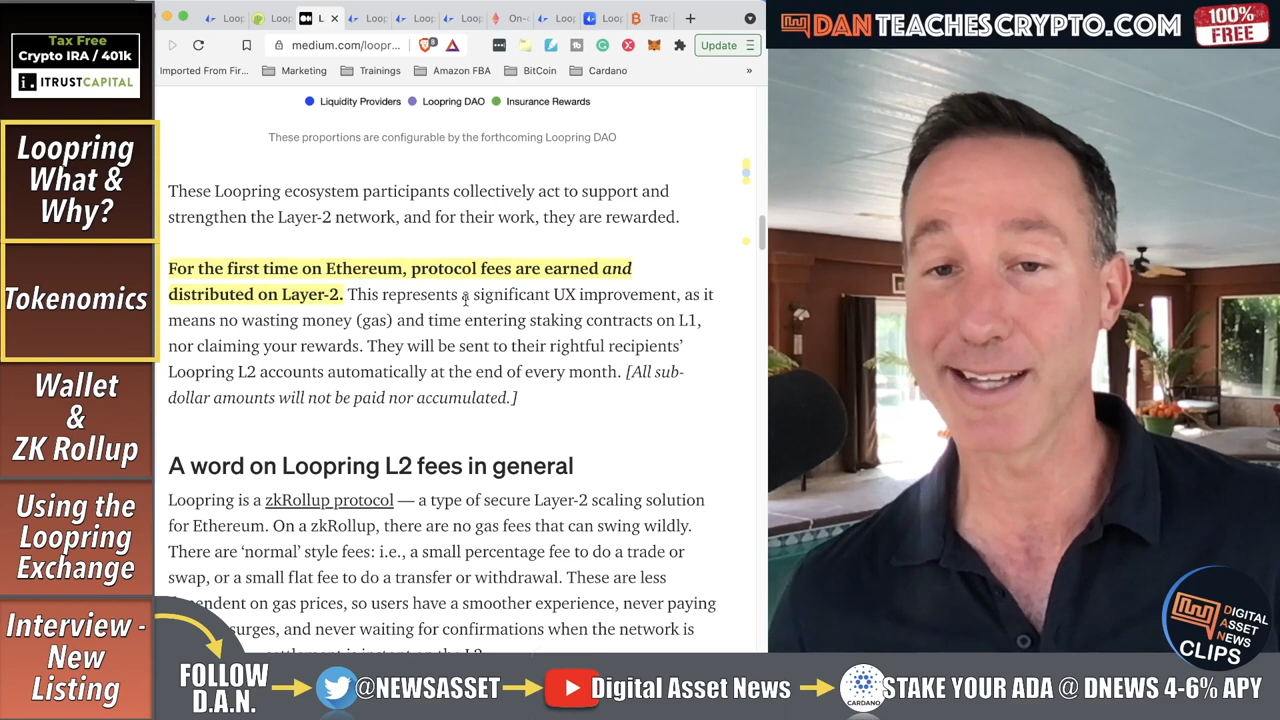 Tax Free
Crypto IRA / 401k
i. ITRUSTCAPITAL
Loopring
What &
Why?
Tokenomics
Wallet
&
ZK Rollup
Using the
Loopring
Exchange
Interview -
New
Listing
Loop
Loop
L
Loop
Loop
Loop
On-c
Loop
Loop
Trac
medium.com/loopr...
Update
Imported From Fir...
Marketing
Trainings
Amazon FBA
BitCoin
Cardano
»
Liquidity Providers
Loopring DAO
Insurance Rewards
These proportions are configurable by the forthcoming Loopring DAO
These Loopring ecosystem participants collectively act to support and
strengthen the Layer-2 network, and for their work, they are rewarded.
For the first time on Ethereum, protocol fees are earned and
distributed on Layer-2. This represents a significant UX improvement, as it
means no wasting money (gas) and time entering staking contracts on L1,
nor claiming your rewards. They will be sent to their rightful recipients’
Loopring L2 accounts automatically at the end of every month. [All sub-
dollar amounts will not be paid nor accumulated.]
A word on Loopring L2 fees in general
Loopring is a zkRollup protocol — a type of secure Layer-2 scaling solution
for Ethereum. On a zkRollup, there are no gas fees that can swing wildly.
There are ‘normal’ style fees: i.e., a small percentage fee to do a trade or
swap, or a small flat fee to do a transfer or withdrawal. These are less
on gas prices, so users have a smoother experience, never paying
surges, and never waiting for confirmations when the network is
DANTEACHESCRYPTO.COM
100%
FREE
DIGITAL
ASSET
NEWS
CLIPS
FOLLOW
D.A.N.
@NEWSASSET
Digital Asset News
CARDANO
STAKE YOUR ADA @ DNEWS 4-6% APY